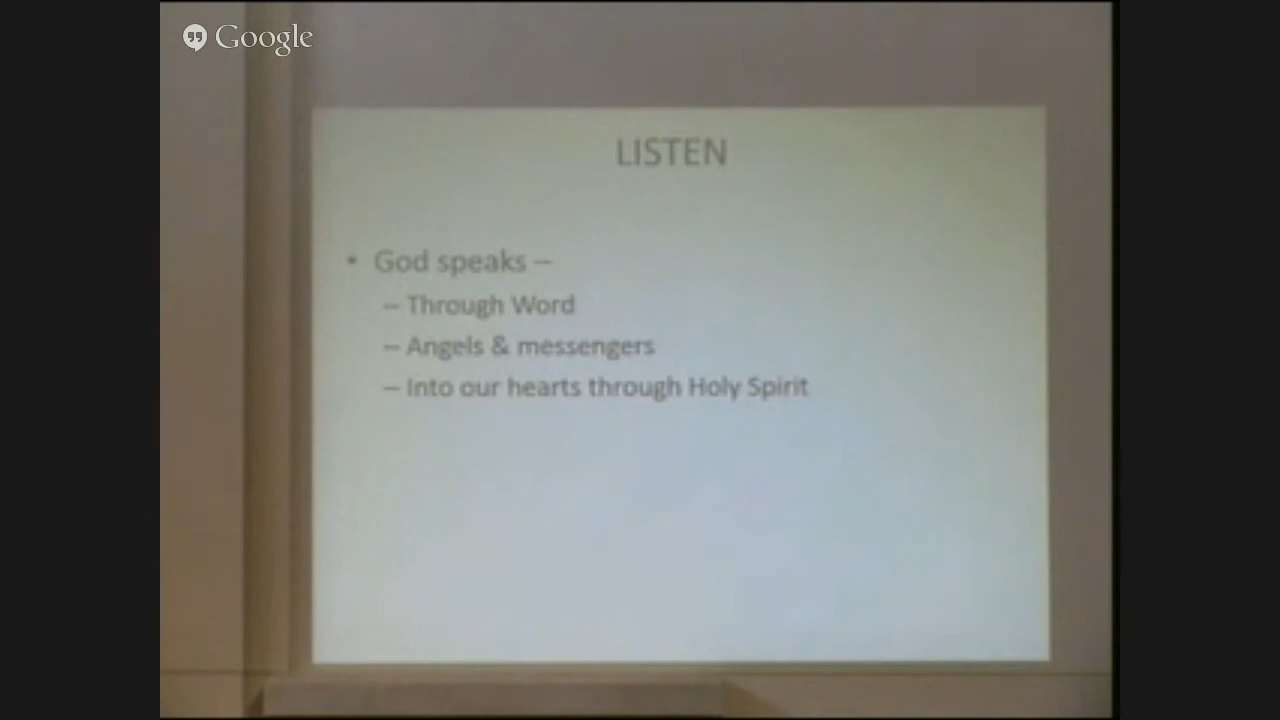 Google
LISTEN
• God speaks –
– Through Word
– Angels & messengers
– Into our hearts through Holy Spirit